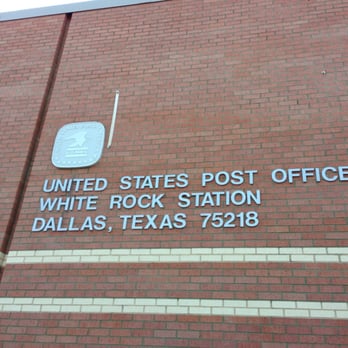 UNITED STATES POST OFFICE
WHITE ROCK STATION
DALLAS, TEXAS 75218